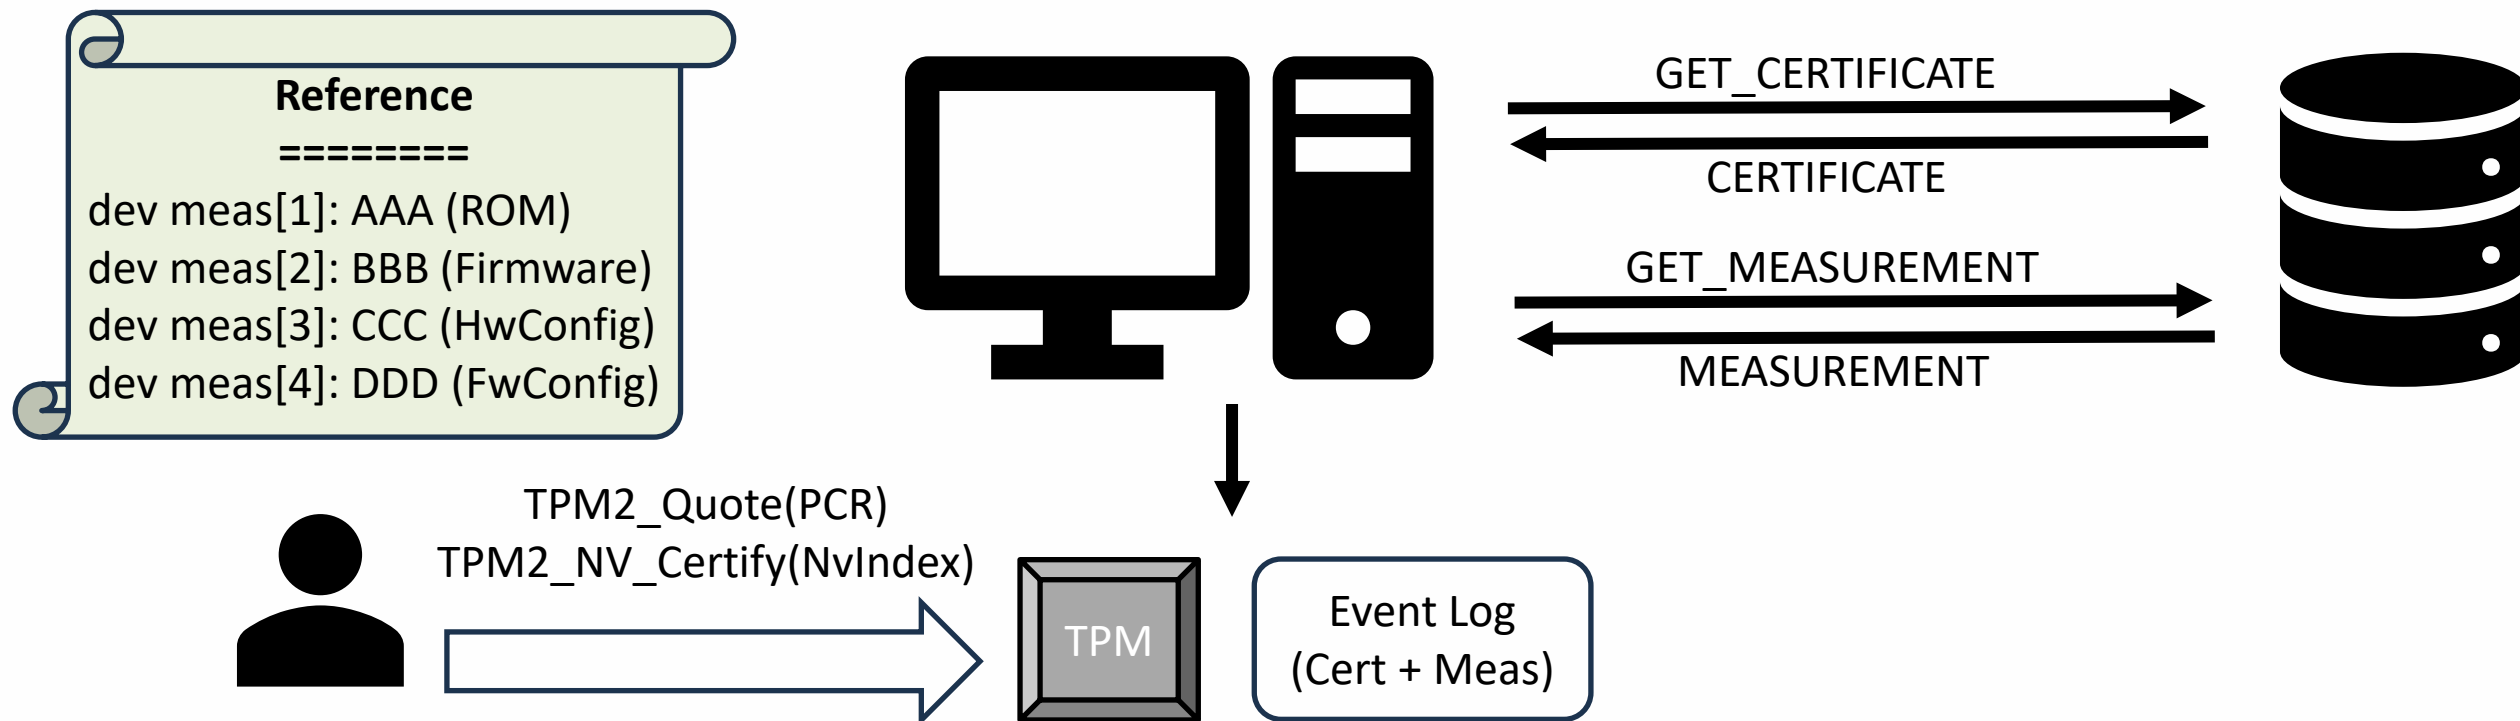 Reference
========
dev meas[1]: AAA (ROM)
dev meas[2]: BBB (Firmware)
dev meas[3]: CCC (HwConfig)
dev meas[4]: DDD (FwConfig)
GET_CERTIFICATE
CERTIFICATE
GET_MEASUREMENT
MEASUREMENT
TPM2_Quote(PCR)
TPM2_NV_Certify(NvIndex)
TPM
Event Log
(Cert + Meas)